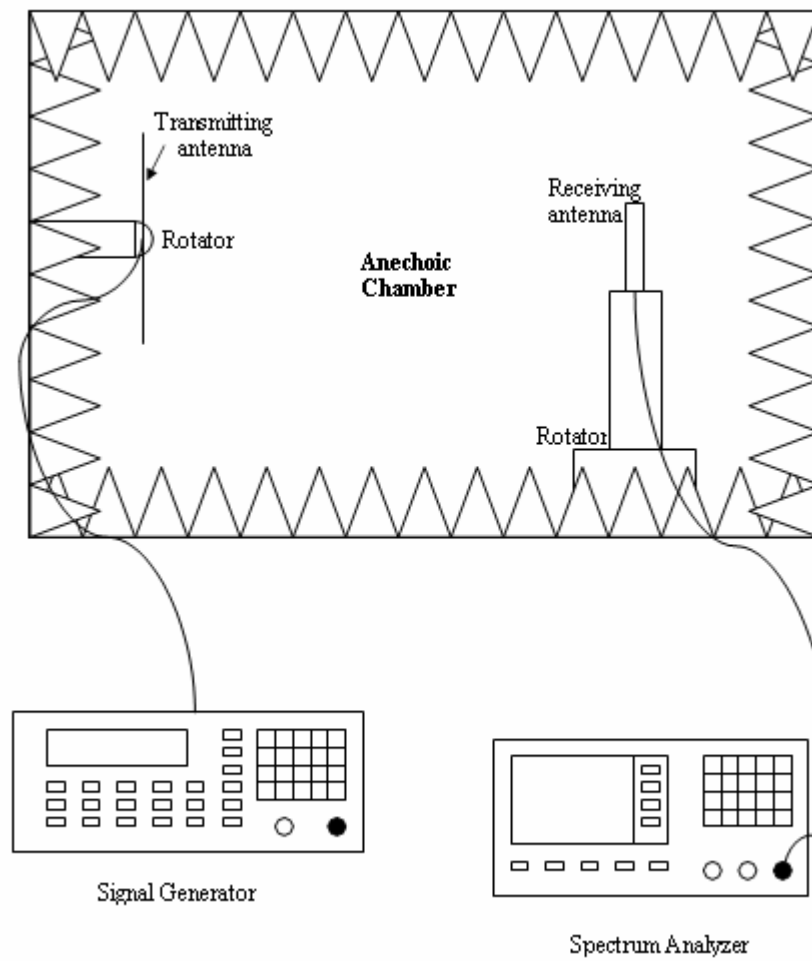 Transmitting
antenna
Rotator
Receiving
antenna
Anechoic
Chamber
Rotator
Signal Generator
Spectrum Analyzer